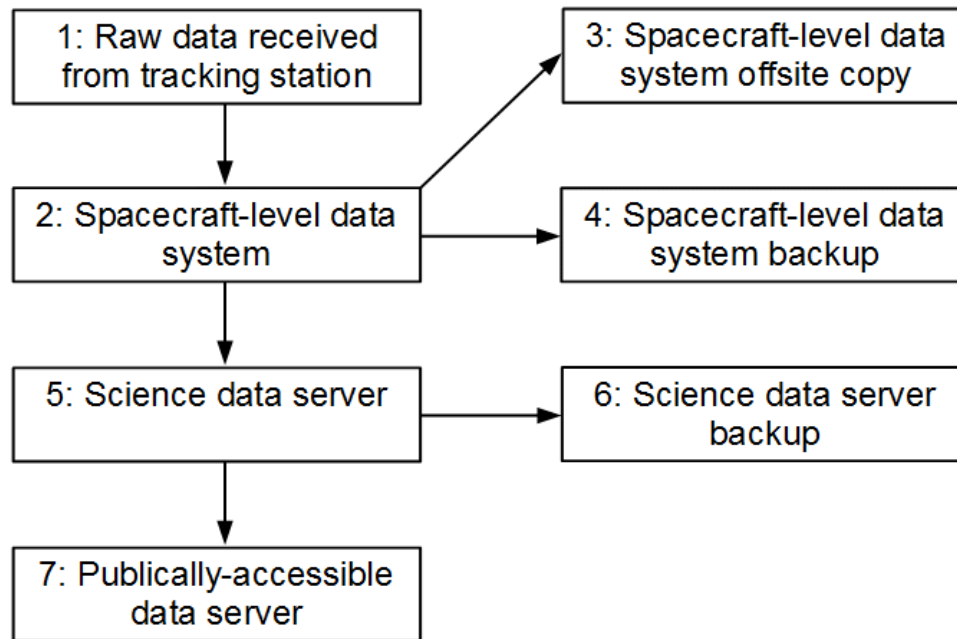 1: Raw data received
from tracking station
3: Spacecraft-level data
system offsite copy
2: Spacecraft-level data
system
4: Spacecraft-level data
system backup
5: Science data server
6: Science data server
backup
7: Publically-accessible
data server